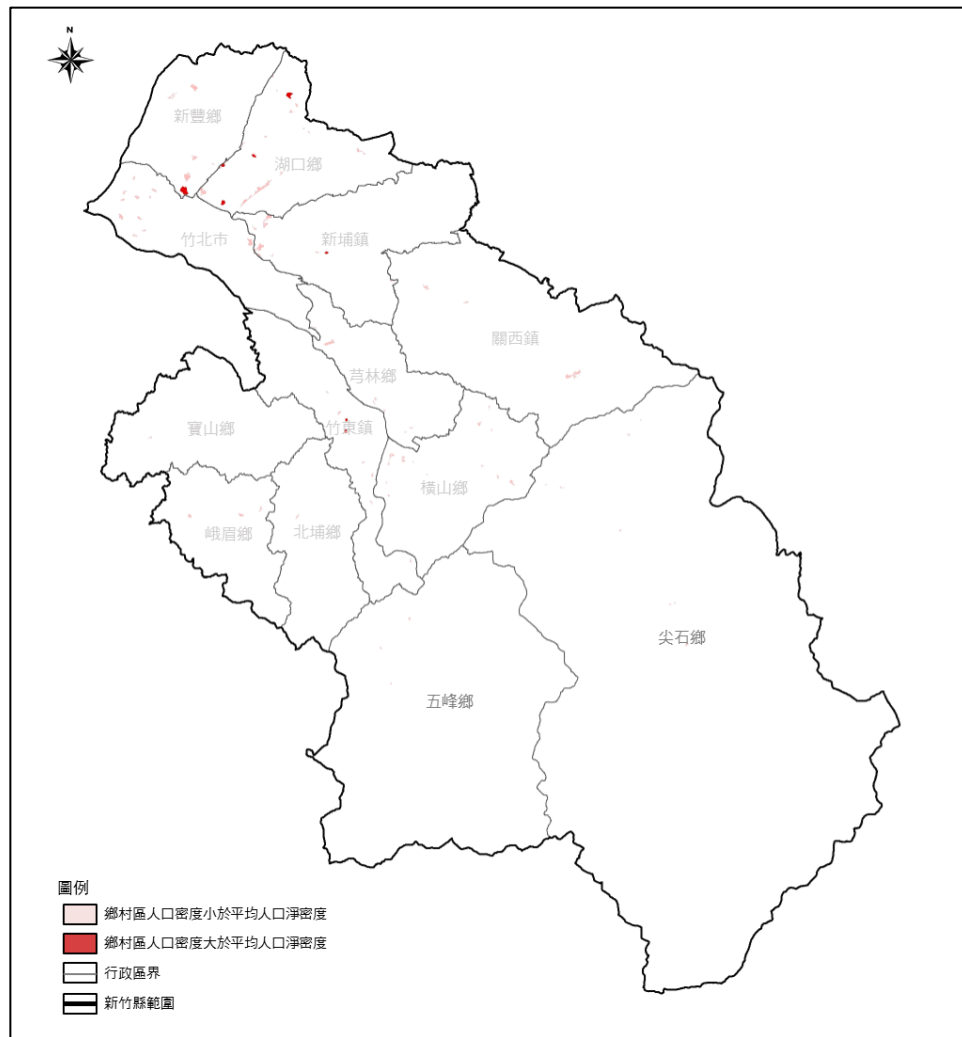 N
新豐鄉
湖口鄉
竹北市
新埔鎮
關西鎮
芎林鄉
寶山鄉
竹東鎮
橫山鄉
峨眉鄉
北埔鄉
尖石鄉
五峰鄉
圖例
鄉村區人口密度小於平均人口淨密度
鄉村區人口密度大於平均人口淨密度
行政區界
新竹縣範圍